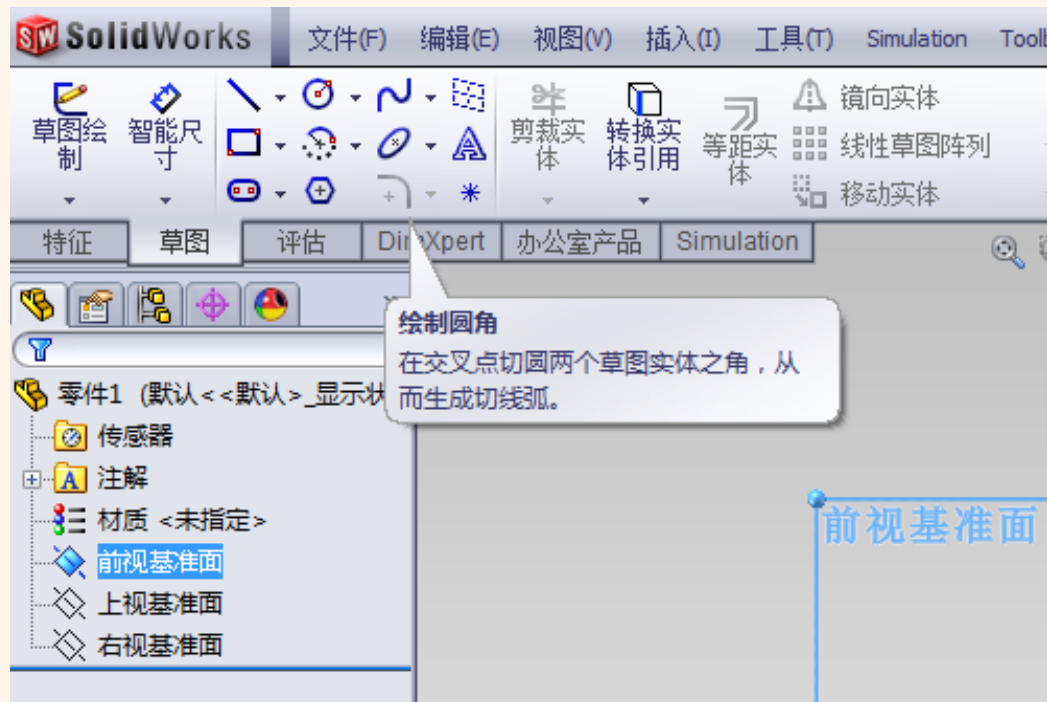 SW SolidWorks 文件(F) 编辑(E) 视图(V) 插入(I) 工具(T) Simulation
草图绘制
智能尺寸
剪裁实体
转换实体引用
等距实体
镜向实体
线性草图阵列
移动实体
特征 草图 评估 办公室产品 Simulation
绘制圆角
在交叉点切圆两个草图实体之角，从
而生成切线弧。
零件1 (默认<<默认>_显示状
传感器
A 注解
材质 <未指定>
前视基准面
上视基准面
右视基准面
前视基准面